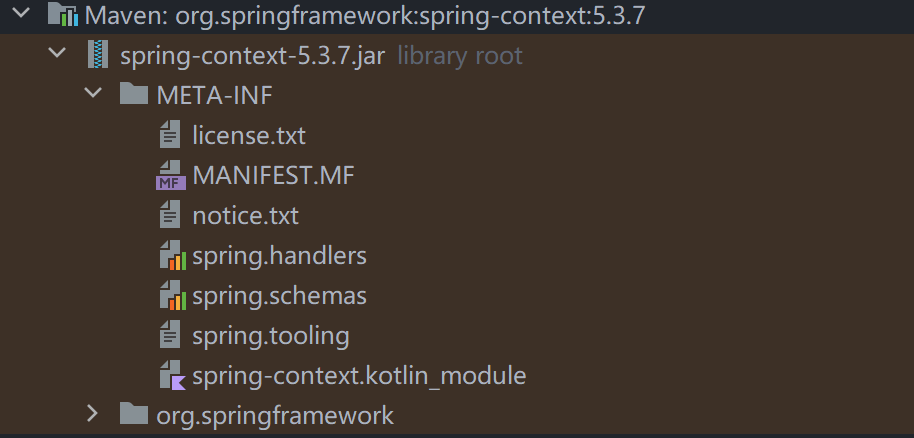 Maven: org.springframework:spring-context:5.3.7
spring-context-5.3.7.jar library root
META-INF
license.txt
MF MANIFEST.MF
notice.txt
spring.handlers
spring.schemas
spring.tooling
spring-context.kotlin_module
org.springframework